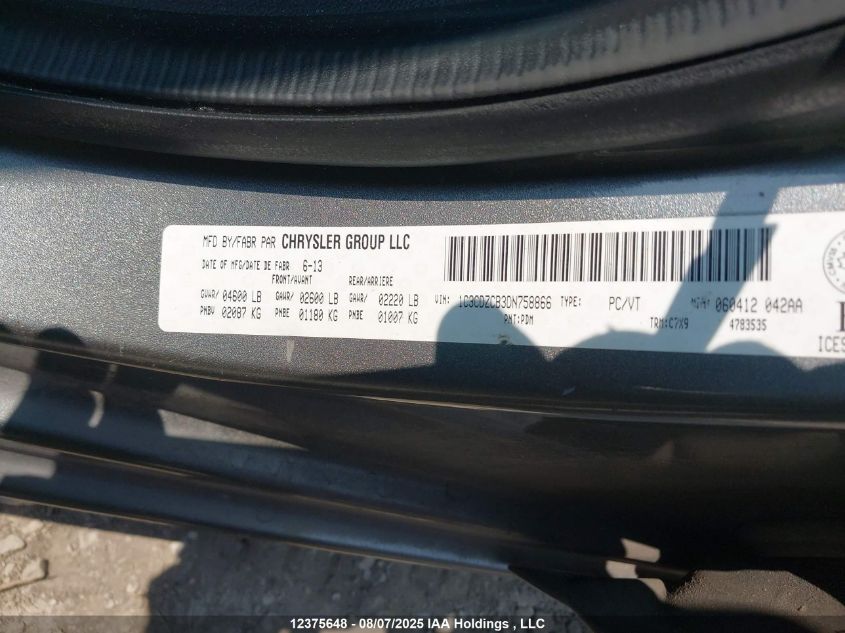 MFD BY/FABR PAR CHRYSLER GROUP LLC
DATE OF MFG/DATE DE FABR 6-13
FRONT/AVANT REAR/ARRIERE
GVWR/ 04600 LB GAWR/ 02600 LB GAWR/ 02220 LB
PNBV 02087 KG PNBE 01180 KG PNBE 01007 KG
VIN: 1C3CDZCB3DN758866 TYPE: PC/VT MDH: 060412 042AA
PNT:PDM TRM:C7X9 4783535
ICES
12375648 - 08/07/2025 IAA Holdings , LLC